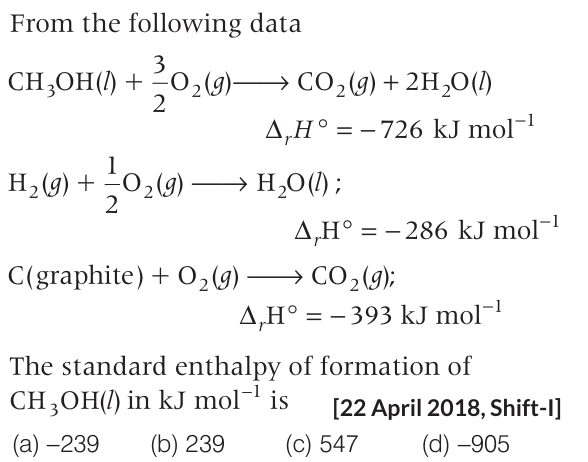 From the following data
CH₃OH(l) + 3/2 O₂(g) ⟶ CO₂(g) + 2H₂O(l)
ΔᵣH° = – 726 kJ mol⁻¹
H₂(g) + 1/2 O₂(g) ⟶ H₂O(l) ;
ΔᵣH° = – 286 kJ mol⁻¹
C(graphite) + O₂(g) ⟶ CO₂(g);
ΔᵣH° = – 393 kJ mol⁻¹
The standard enthalpy of formation of
CH₃OH(l) in kJ mol⁻¹ is [22 April 2018, Shift-I]
(a) –239 (b) 239 (c) 547 (d) –905